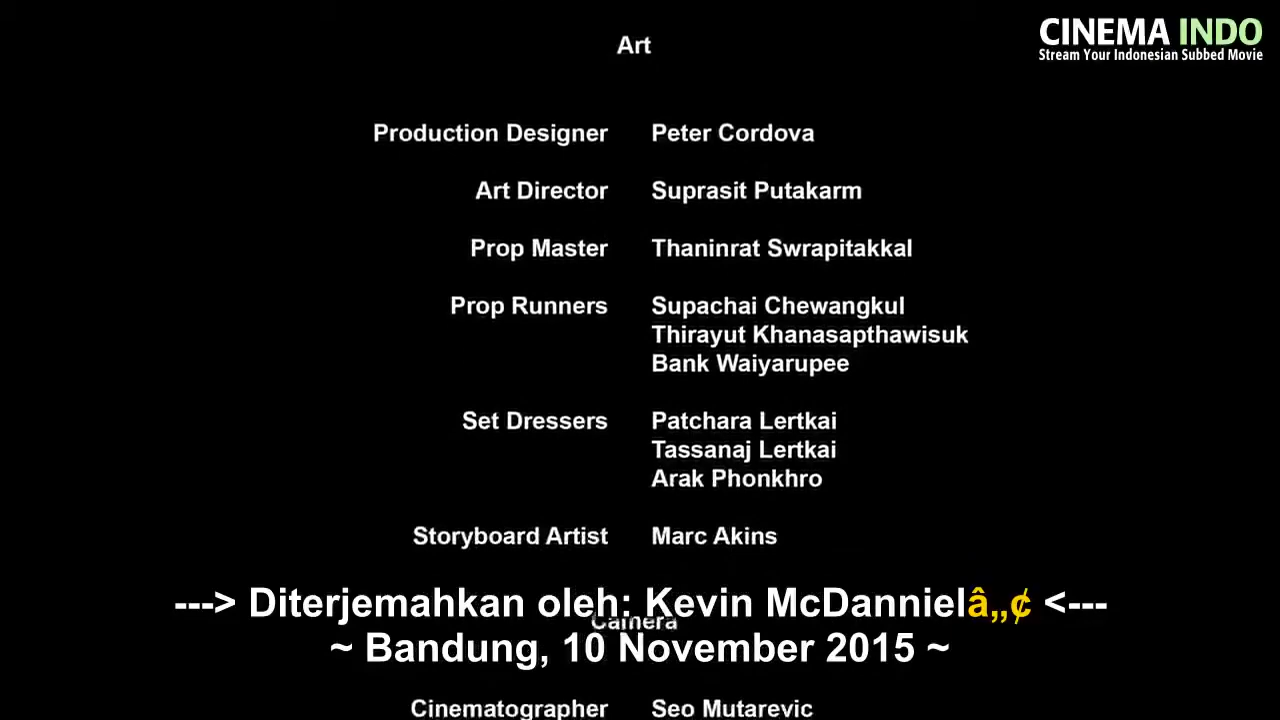 CINEMA INDO
Stream Your Indonesian Subbed Movie
Art
Production Designer Peter Cordova
Art Director Suprasit Putakarm
Prop Master Thaninrat Swrapitakkal
Prop Runners Supachai Chewangkul
Thirayut Khanasapthawisuk
Bank Waiyarupee
Set Dressers Patchara Lertkai
Tassanaj Lertkai
Arak Phonkhro
Storyboard Artist Marc Akins
---> Diterjemahkan oleh: Kevin McDannielâ„¢ <---
Camera
~ Bandung, 10 November 2015 ~
Cinematographer Seo Mutarevic